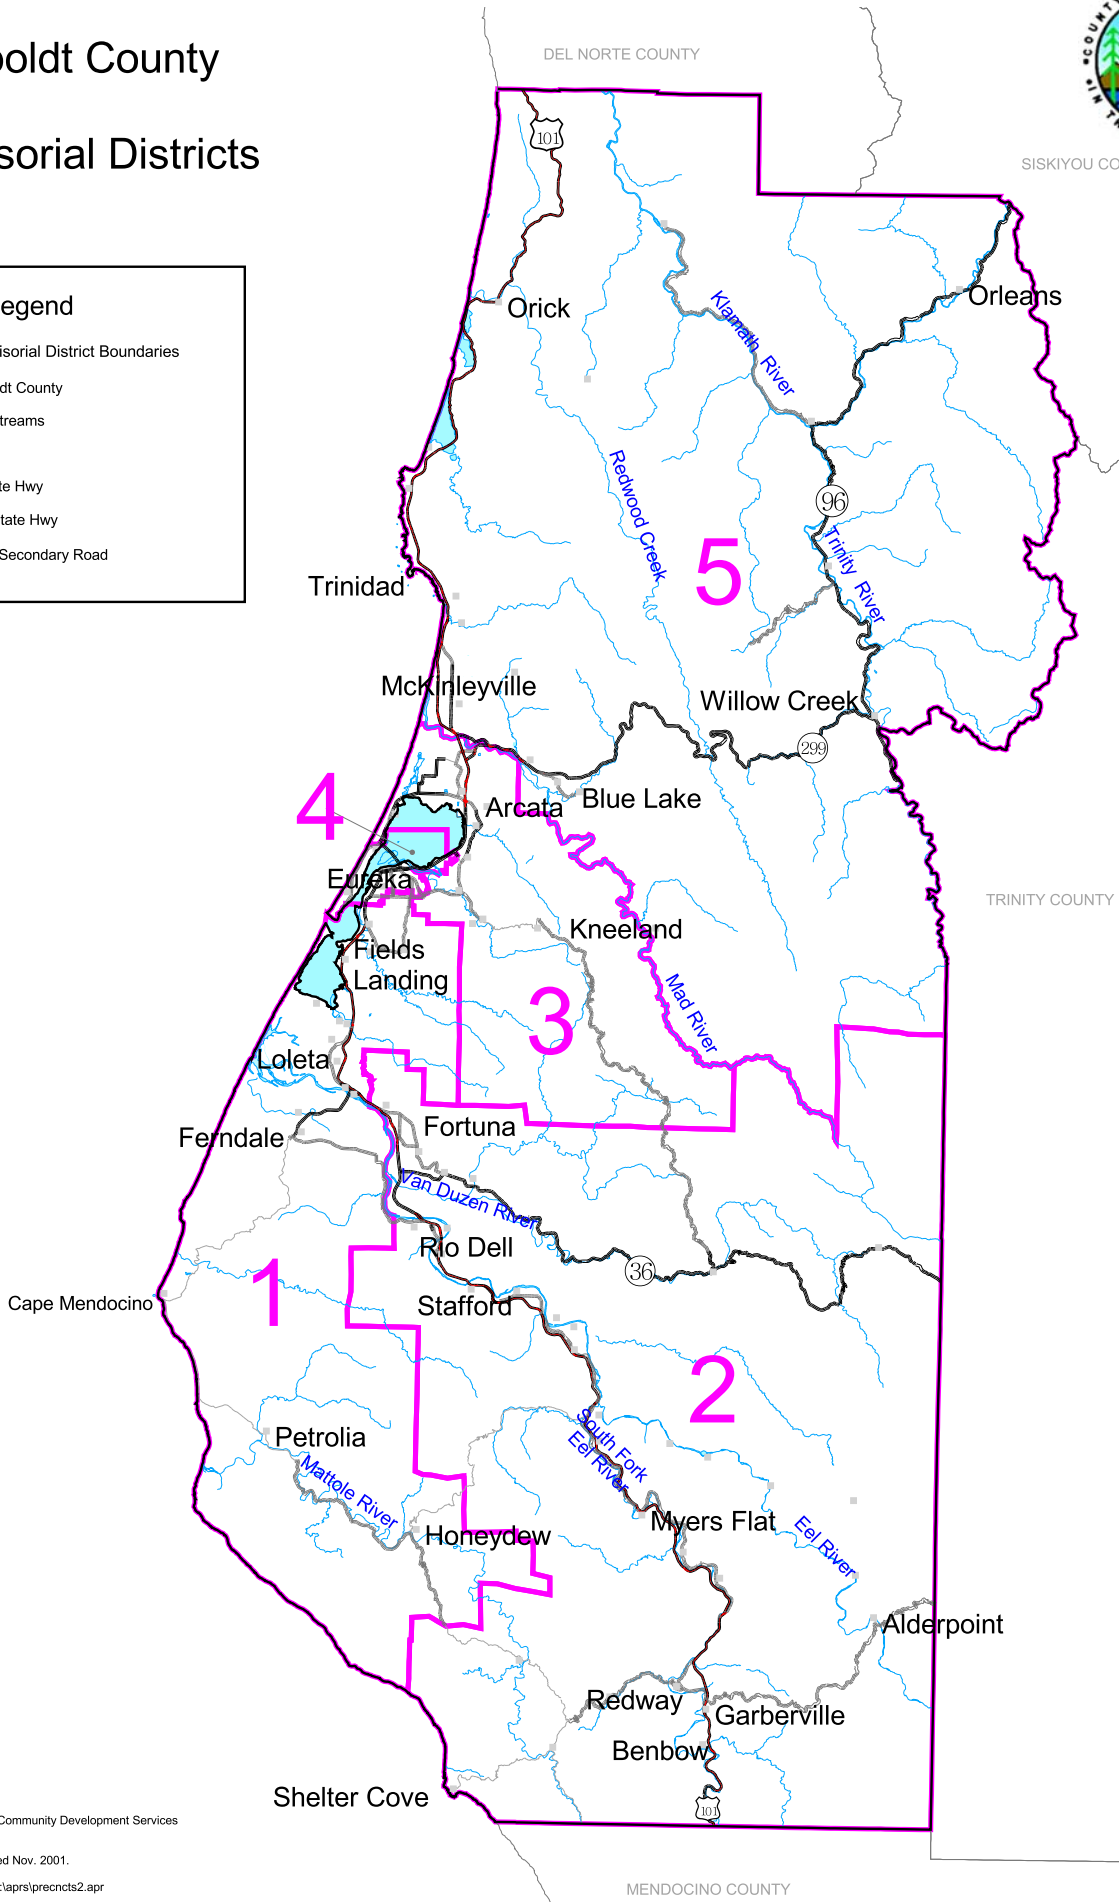 oldt County
sorial Districts
DEL NORTE COUNTY
COUNTY
SISKIYOU CO
egend
isorial District Boundaries
dt County
treams
te Hwy
tate Hwy
Secondary Road
101
Orick
Orleans
Klamath River
Redwood Creek
96
Trinity River
5
Trinidad
McKinleyville
Willow Creek
299
4
Arcata
Blue Lake
Eureka
TRINITY COUNTY
Kneeland
Fields
Landing
Mad River
3
Loleta
Fortuna
Ferndale
Van Duzen River
Rio Dell
1
36
Cape Mendocino
Stafford
2
South Fork
Eel River
Petrolia
Mattole River
Honeydew
Myers Flat
Eel River
Alderpoint
Redway
Garberville
Benbow
Shelter Cove
101
Community Development Services
ed Nov. 2001.
t\aprs\precncts2.apr
MENDOCINO COUNTY